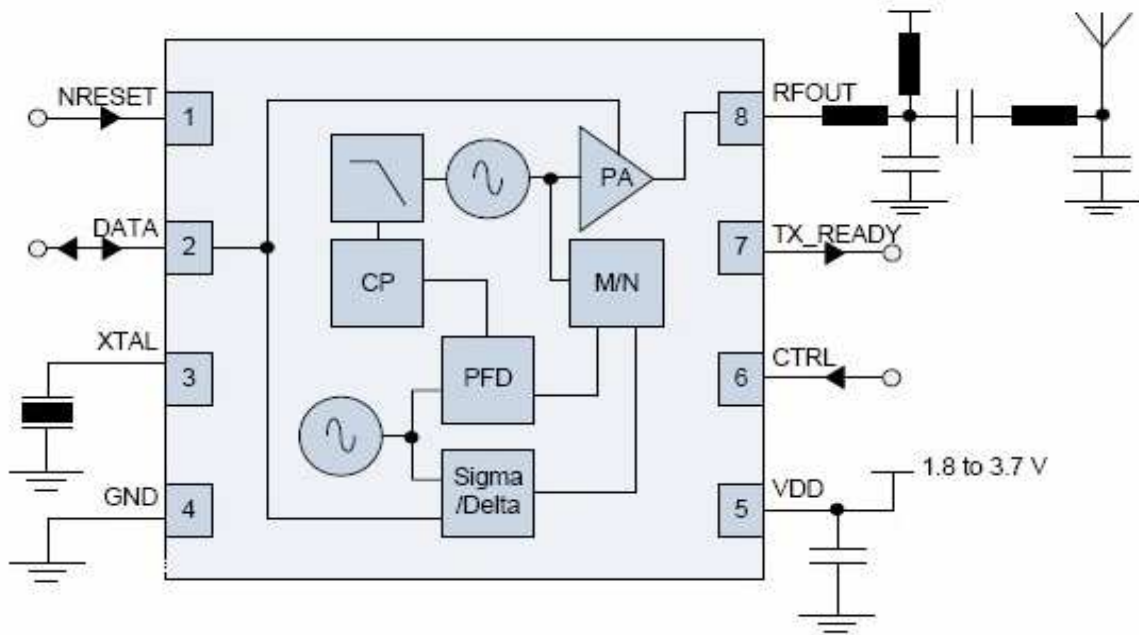 NRESET
1
DATA
2
XTAL
3
GND
4
CP
PFD
Sigma
/Delta
M/N
PA
RFOUT
8
TX_READY
7
CTRL
6
1.8 to 3.7 V
VDD
5